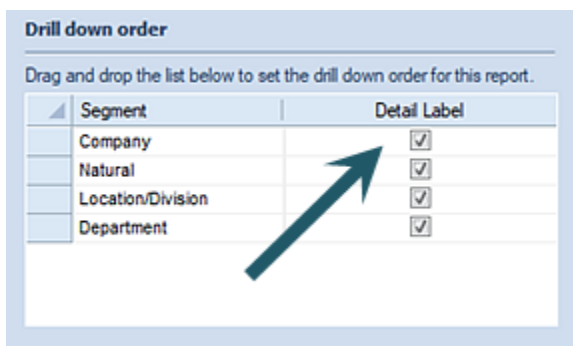 Drill down order
Drag and drop the list below to set the drill down order for this report.
Segment Detail Label
Company
Natural
Location/Division
Department